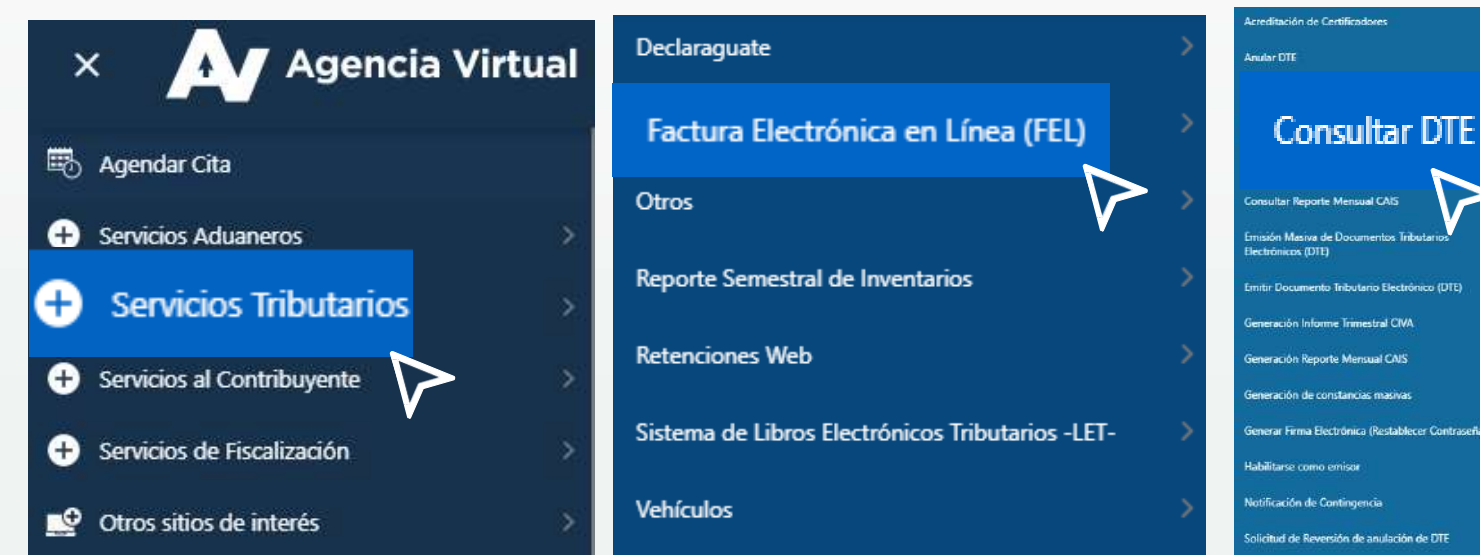 Agencia Virtual
Agendar Cita
Servicios Aduaneros
Servicios Tributarios
Servicios al Contribuyente
Servicios de Fiscalización
Otros sitios de interés
Declaraguate
Factura Electrónica en Línea (FEL)
Otros
Reporte Semestral de Inventarios
Retenciones Web
Sistema de Libros Electrónicos Tributarios -LET-
Vehículos
Acreditación de Certificadores
Anular DTE
Consultar DTE
Consultar Reporte Mensual CAIS
Emisión Masiva de Documentos Tributarios
Electrónicos (DTE)
Emitir Documento Tributario Electrónico (DTE)
Generación Informe Trimestral CIVA
Generación Reporte Mensual CAIS
Generación de constancias masivas
Generar Firma Electrónica (Restablecer Contraseña
Habilitarse como emisor
Notificación de Contingencia
Solicitud de Reversión de anulación de DTE